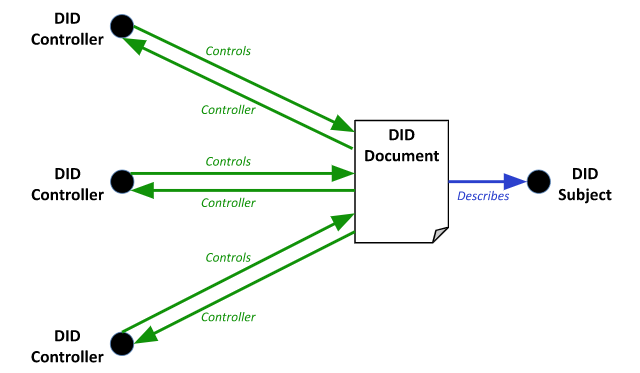 DID
Controller
Controls
Controller
DID
Document
DID
Controller
Controls
Controller
Describes
DID
Subject
Controls
Controller
DID
Controller